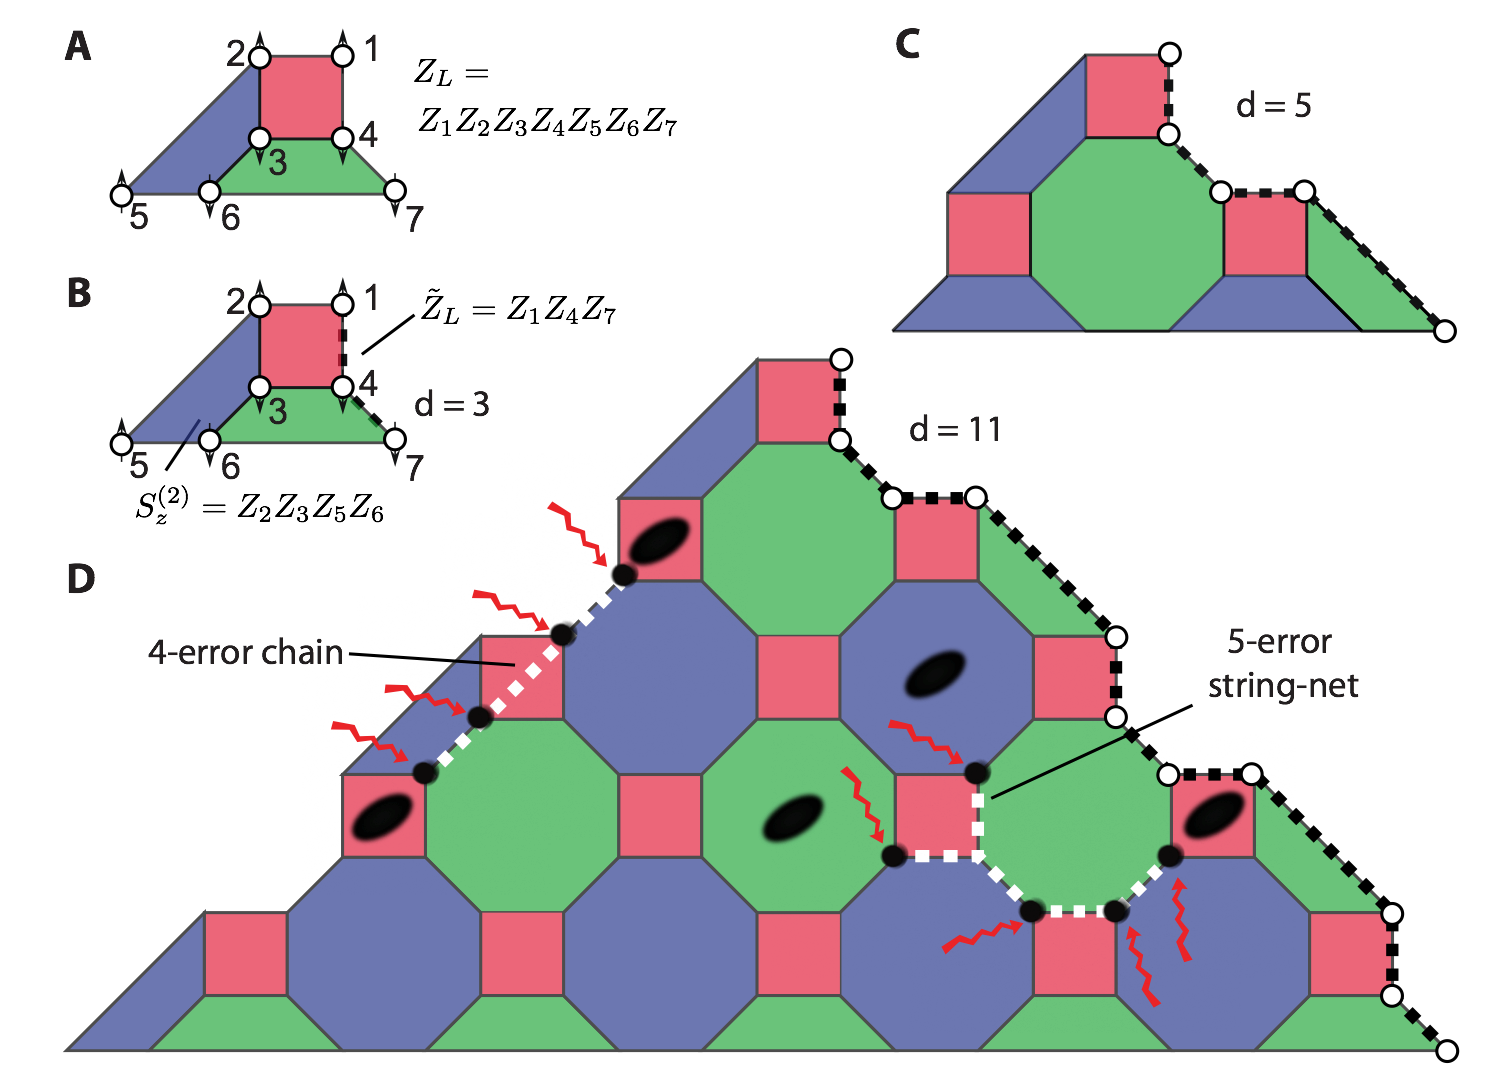 A
2
1
Z_L =
Z_1Z_2Z_3Z_4Z_5Z_6Z_7
3
4
5
6
7
B
2
1
Z̃_L = Z_1Z_4Z_7
3
4
d = 3
5
6
7
S_z^{(2)} = Z_2Z_3Z_5Z_6
C
d = 5
D
d = 11
4-error chain
5-error
string-net